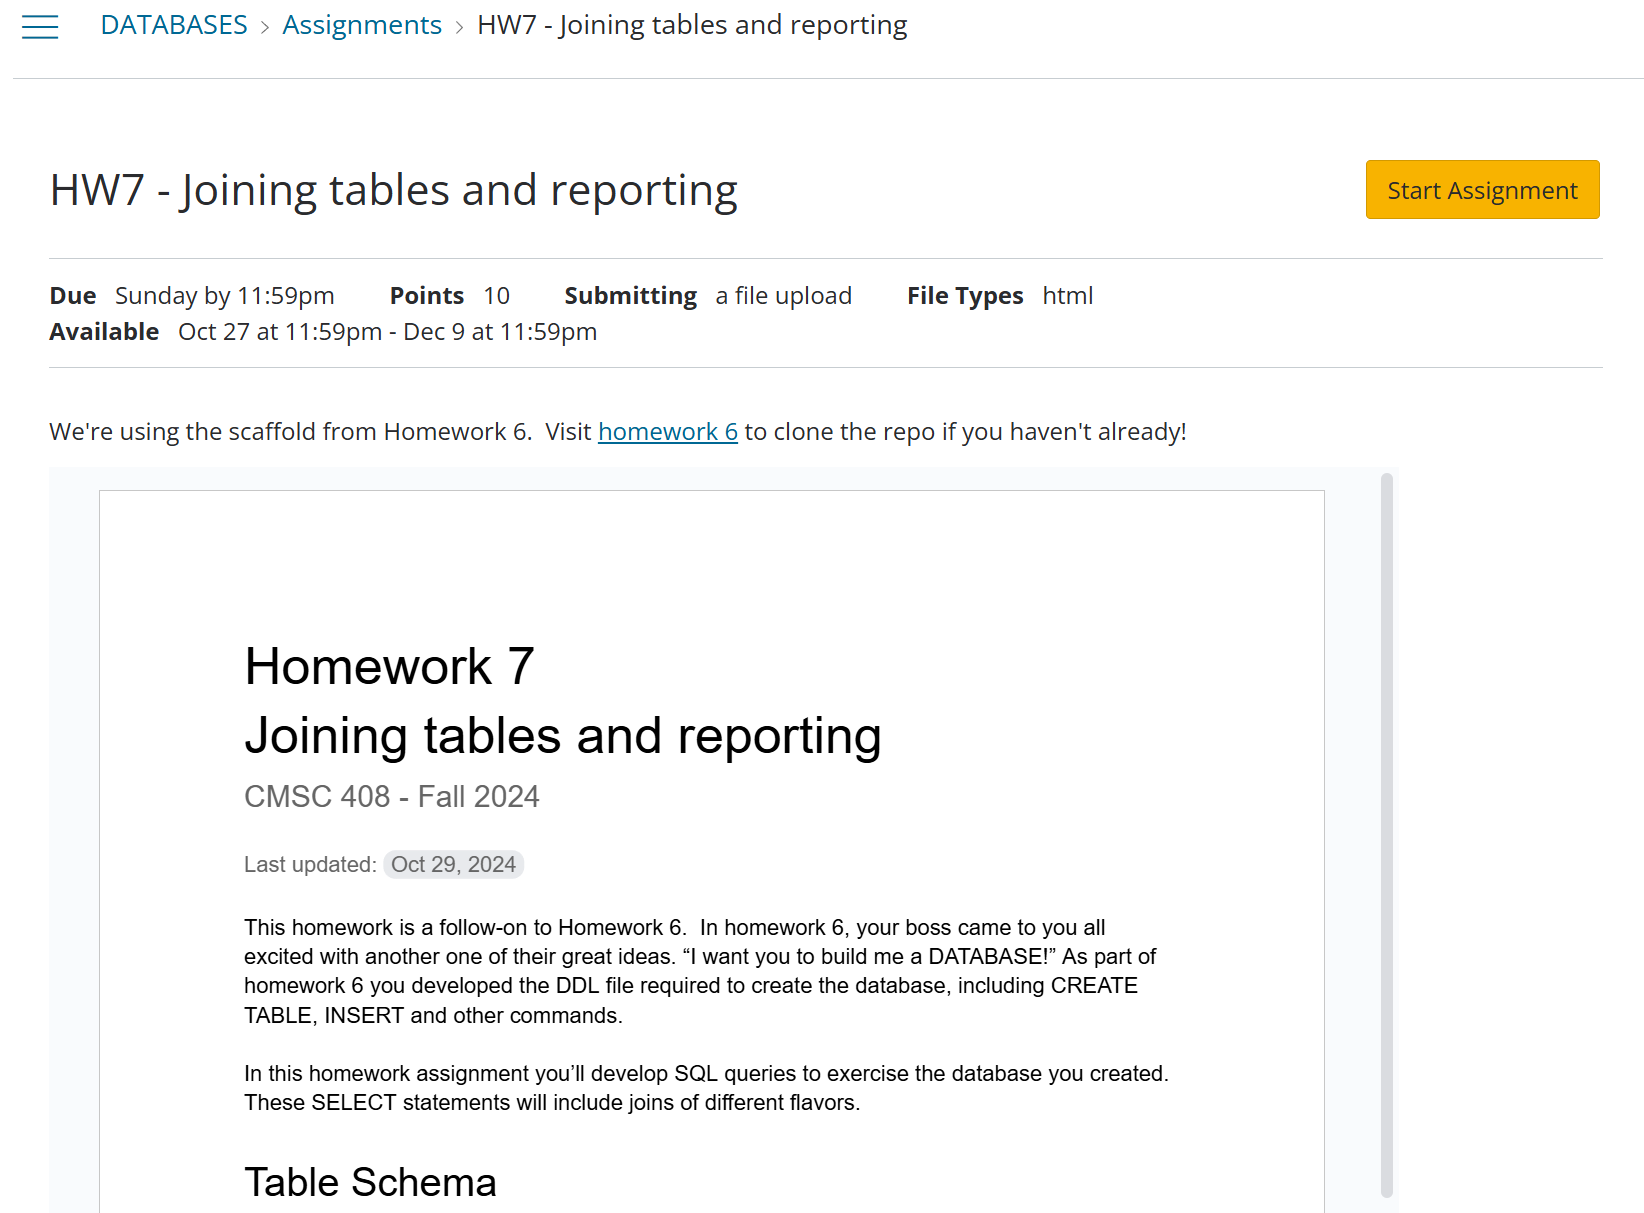 DATABASES > Assignments > HW7 - Joining tables and reporting
HW7 - Joining tables and reporting
Start Assignment
Due Sunday by 11:59pm Points 10 Submitting a file upload File Types html
Available Oct 27 at 11:59pm - Dec 9 at 11:59pm
We're using the scaffold from Homework 6. Visit homework 6 to clone the repo if you haven't already!
Homework 7
Joining tables and reporting
CMSC 408 - Fall 2024
Last updated: Oct 29, 2024
This homework is a follow-on to Homework 6. In homework 6, your boss came to you all
excited with another one of their great ideas. “I want you to build me a DATABASE!” As part of
homework 6 you developed the DDL file required to create the database, including CREATE
TABLE, INSERT and other commands.
In this homework assignment you’ll develop SQL queries to exercise the database you created.
These SELECT statements will include joins of different flavors.
Table Schema